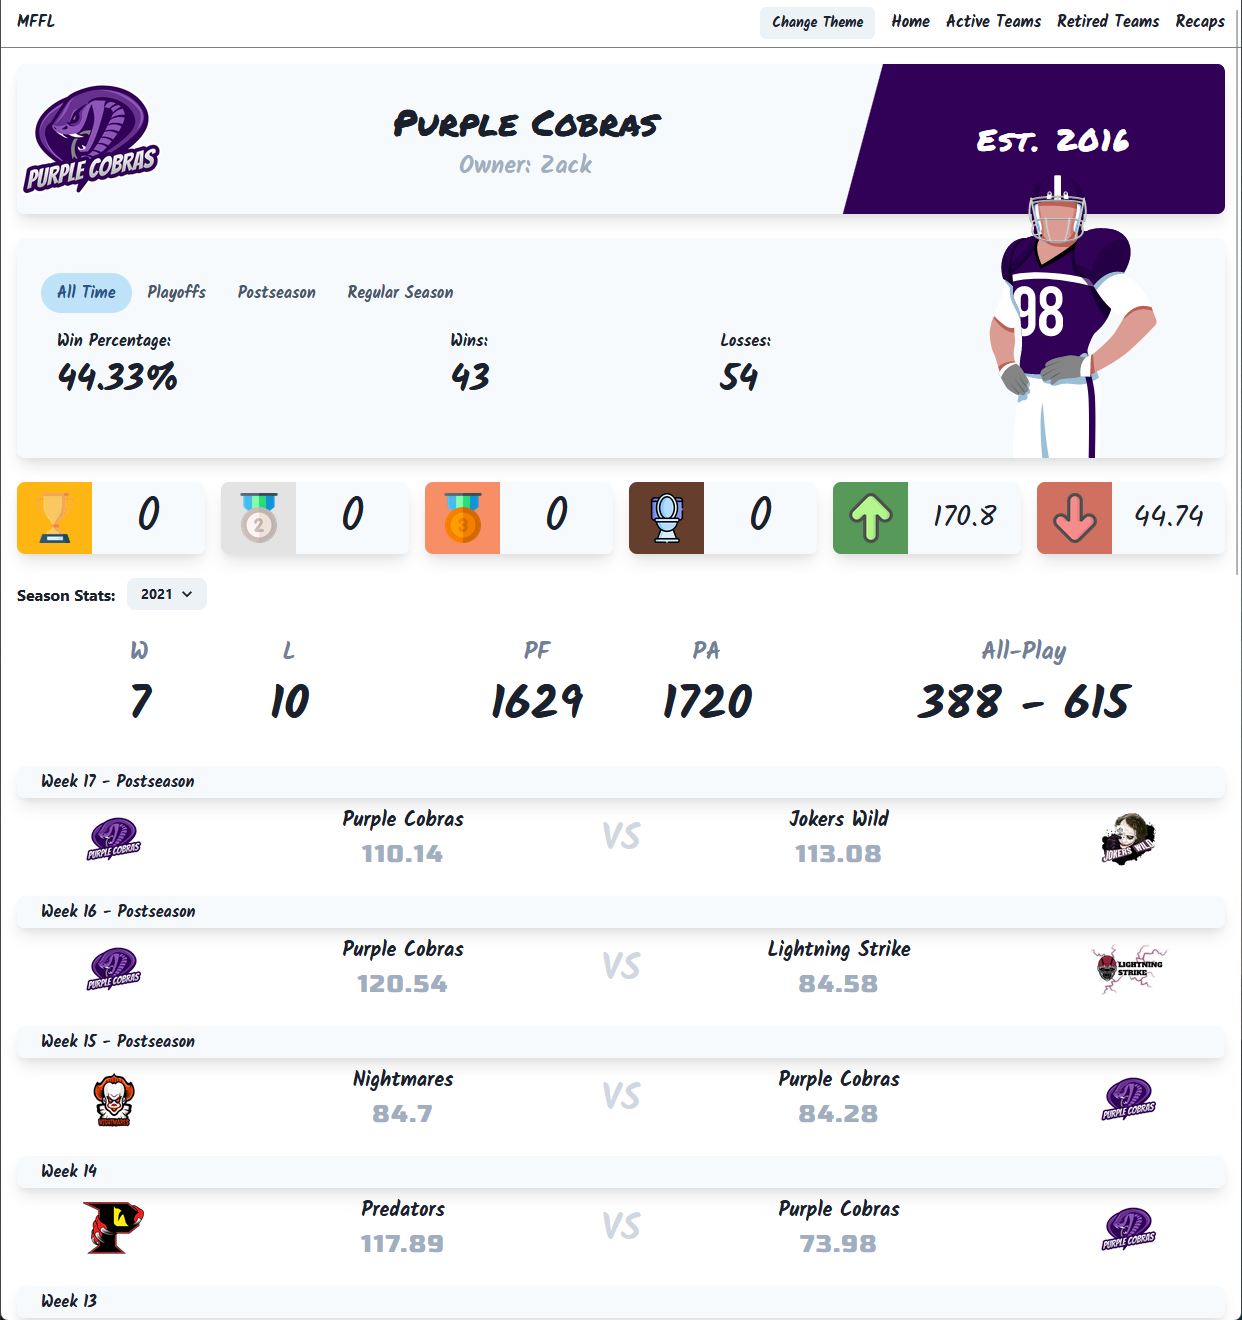 MFFL
Change Theme Home Active Teams Retired Teams Recaps
PURPLE COBRAS
Purple Cobras
Owner: Zack
Est. 2016
98
All Time Playoffs Postseason Regular Season
Win Percentage: Wins: Losses:
44.33% 43 54
0 2 0 3 0 0 170.8 44.74
Season Stats: 2021
W L PF PA All-Play
7 10 1629 1720 388 - 615
Week 17 - Postseason
Purple Cobras VS Jokers Wild
110.14 113.08
PURPLE COBRAS JOKERS WILD
Week 16 - Postseason
Purple Cobras VS Lightning Strike
120.54 84.58
PURPLE COBRAS LIGHTNING STRIKE
Week 15 - Postseason
Nightmares VS Purple Cobras
84.7 84.28
NIGHTMARES PURPLE COBRAS
Week 14
Predators VS Purple Cobras
117.89 73.98
P PURPLE COBRAS
Week 13